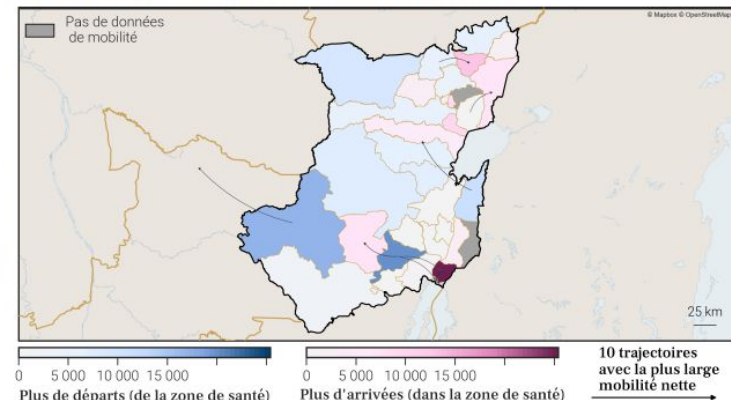 Pas de données
de mobilité
© Mapbox © OpenStreetMap
25 km
0 5 000 10 000 15 000
Plus de départs (de la zone de santé)
0 5 000 10 000 15 000
Plus d'arrivées (dans la zone de santé)
10 trajectoires
avec la plus large
mobilité nette